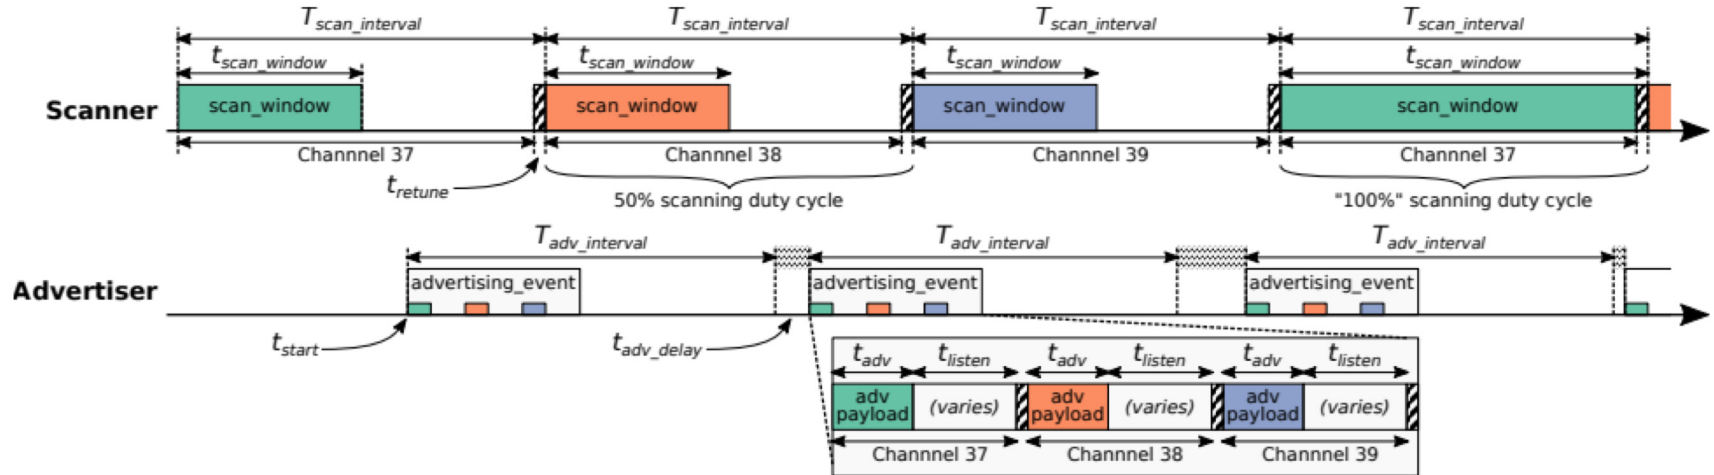 T_scan_interval T_scan_interval T_scan_interval T_scan_interval
t_scan_window t_scan_window t_scan_window t_scan_window
Scanner scan_window scan_window scan_window scan_window
Channnel 37 Channnel 38 Channnel 39 Channnel 37
t_retune 50% scanning duty cycle "100%" scanning duty cycle
T_adv_interval T_adv_interval T_adv_interval
Advertiser advertising_event advertising_event advertising_event
t_start t_adv_delay
t_adv t_listen t_adv t_listen t_adv t_listen
adv payload (varies) adv payload (varies) adv payload (varies)
Channnel 37 Channnel 38 Channnel 39